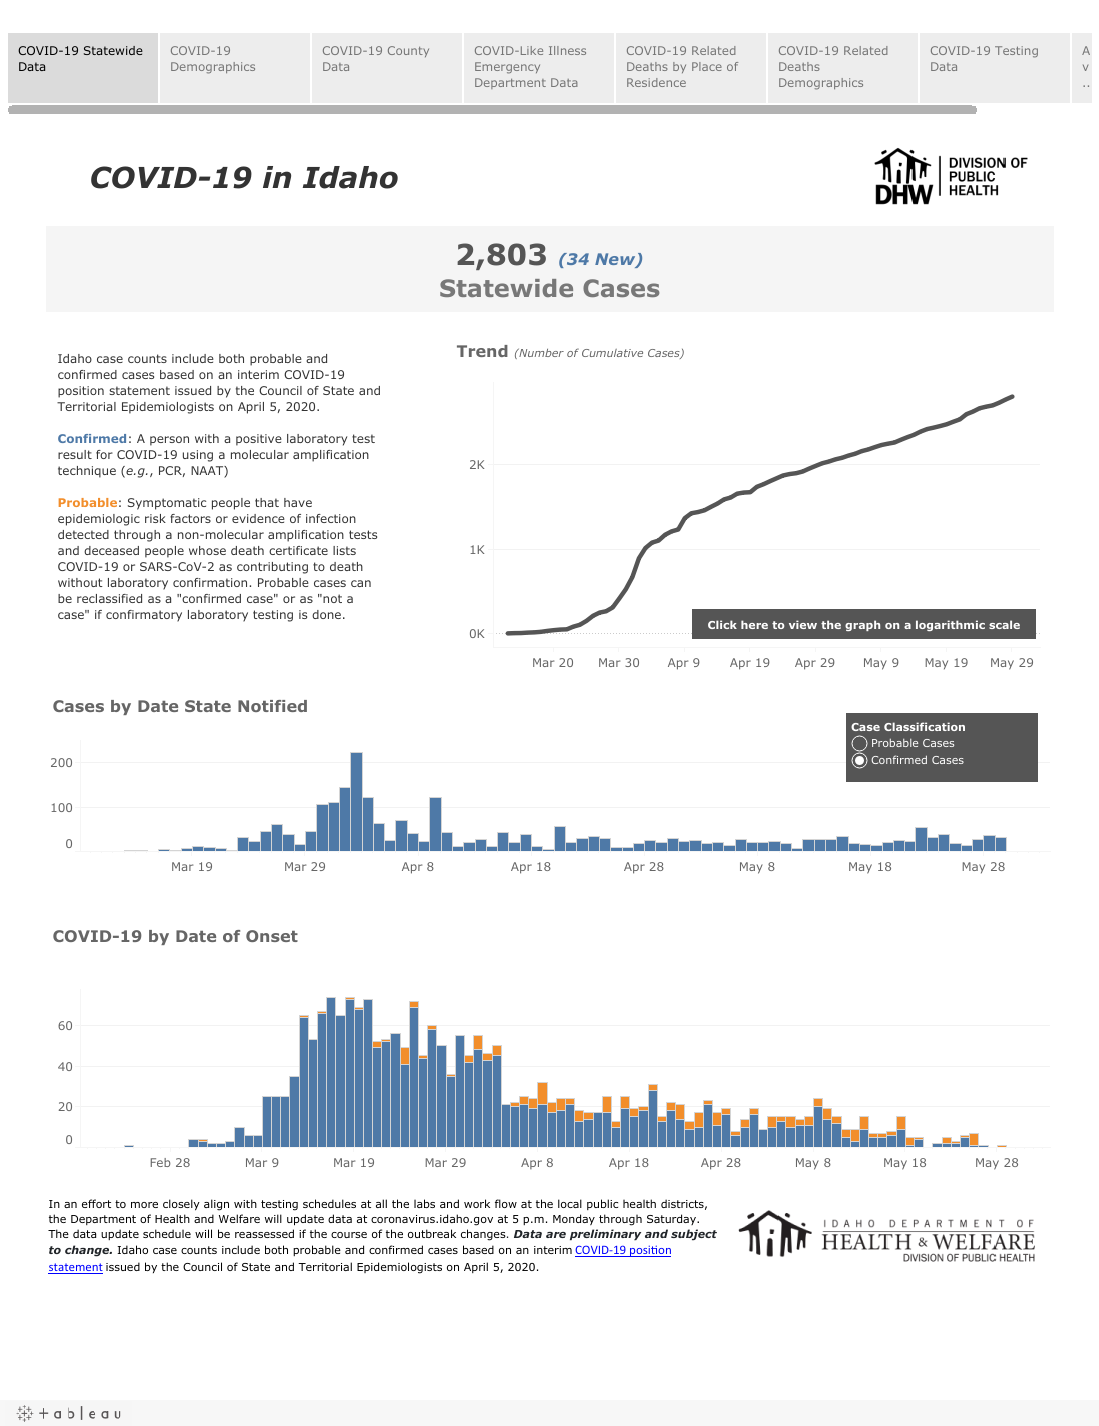 COVID-19 Statewide Data
COVID-19 Demographics
COVID-19 County Data
COVID-Like Illness Emergency Department Data
COVID-19 Related Deaths by Place of Residence
COVID-19 Related Deaths Demographics
COVID-19 Testing Data
A
v
..
COVID-19 in Idaho
DHW
DIVISION OF
PUBLIC
HEALTH
2,803 (34 New)
Statewide Cases
Idaho case counts include both probable and
confirmed cases based on an interim COVID-19
position statement issued by the Council of State and
Territorial Epidemiologists on April 5, 2020.
Confirmed: A person with a positive laboratory test
result for COVID-19 using a molecular amplification
technique (e.g., PCR, NAAT)
Probable: Symptomatic people that have
epidemiologic risk factors or evidence of infection
detected through a non-molecular amplification tests
and deceased people whose death certificate lists
COVID-19 or SARS-CoV-2 as contributing to death
without laboratory confirmation. Probable cases can
be reclassified as a "confirmed case" or as "not a
case" if confirmatory laboratory testing is done.
Trend (Number of Cumulative Cases)
2K
1K
0K
Click here to view the graph on a logarithmic scale
Mar 20 Mar 30 Apr 9 Apr 19 Apr 29 May 9 May 19 May 29
Cases by Date State Notified
Case Classification
Probable Cases
Confirmed Cases
200
100
0
Mar 19 Mar 29 Apr 8 Apr 18 Apr 28 May 8 May 18 May 28
COVID-19 by Date of Onset
60
40
20
0
Feb 28 Mar 9 Mar 19 Mar 29 Apr 8 Apr 18 Apr 28 May 8 May 18 May 28
In an effort to more closely align with testing schedules at all the labs and work flow at the local public health districts,
the Department of Health and Welfare will update data at coronavirus.idaho.gov at 5 p.m. Monday through Saturday.
The data update schedule will be reassessed if the course of the outbreak changes. Data are preliminary and subject
to change. Idaho case counts include both probable and confirmed cases based on an interim COVID-19 position
statement issued by the Council of State and Territorial Epidemiologists on April 5, 2020.
IDAHO DEPARTMENT OF
HEALTH & WELFARE
DIVISION OF PUBLIC HEALTH
+ableau